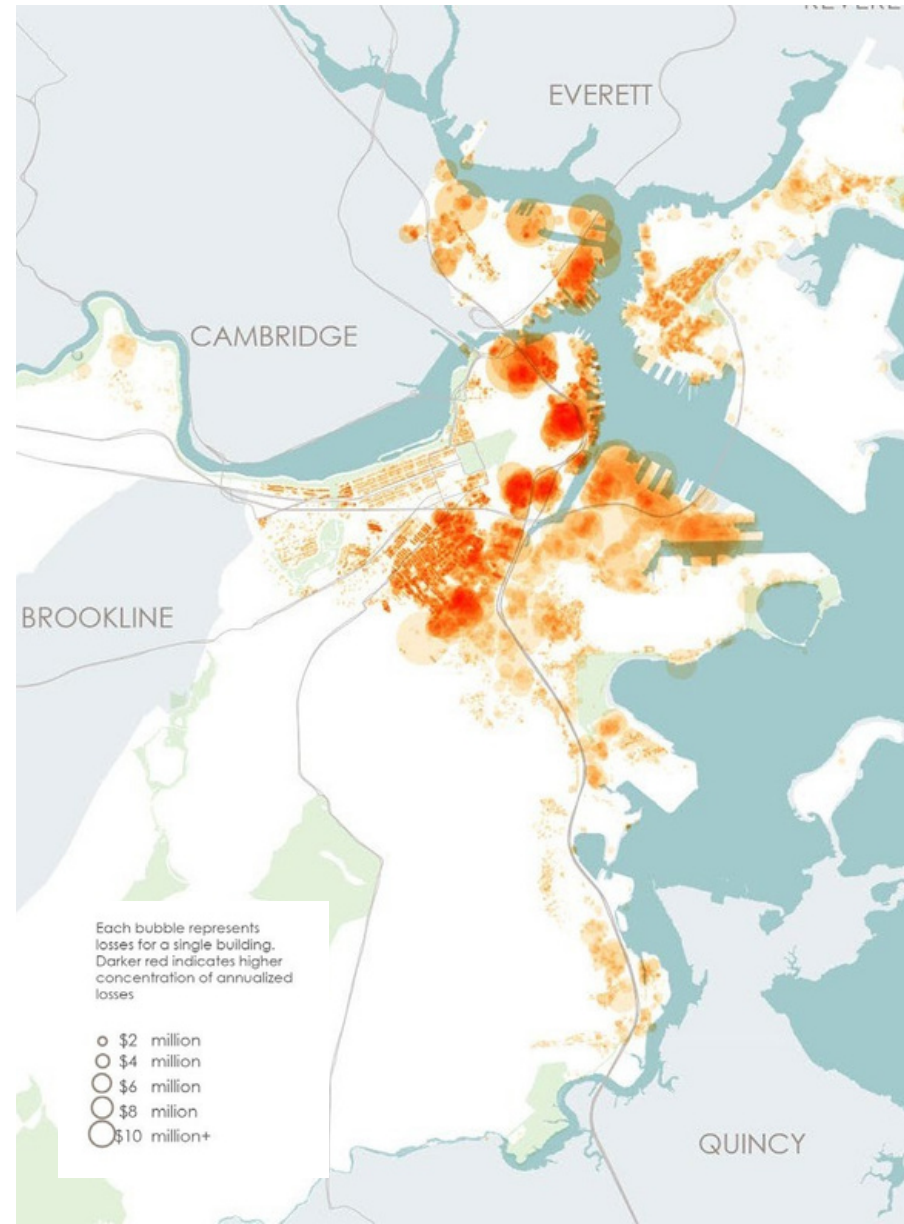 EVERETT
CAMBRIDGE
BROOKLINE
Each bubble represents
losses for a single building.
Darker red indicates higher
concentration of annualized
losses
$2 million
$4 million
$6 million
$8 milion
$10 million+
QUINCY